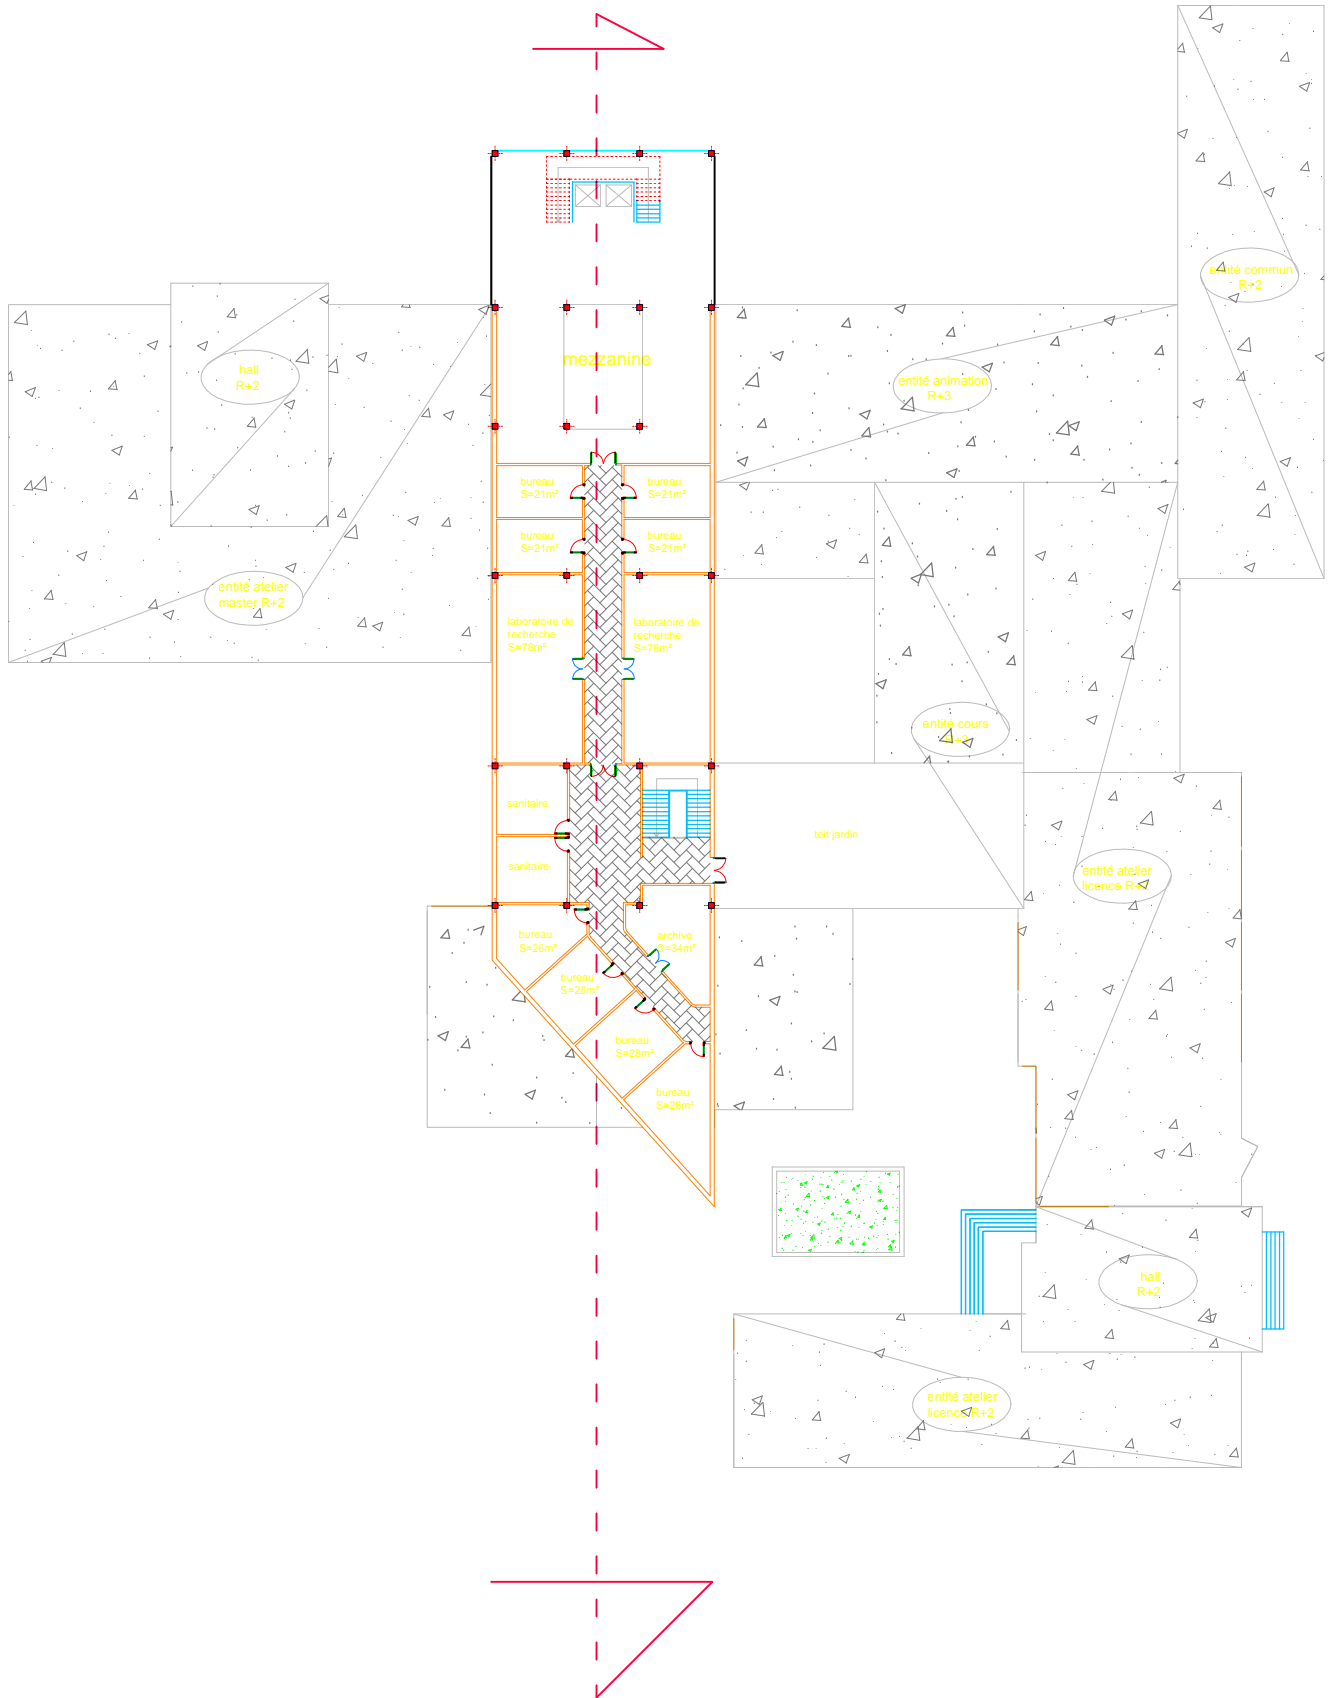 entité commun
R+2
mezzanine
hall
R+2
entité animation
R+3
bureau
S=21m²
bureau
S=21m²
bureau
S=21m²
bureau
S=21m²
entité atelier
master R+2
laboratoire de
recherche
S=78m²
laboratoire de
recherche
S=78m²
entité cours
sanitaire
toit jardin
sanitaire
entité atelier
licence
bureau
S=26m²
archive
S=34m²
bureau
S=28m²
bureau
S=28m²
bureau
S=26m²
hall
R+2
entité atelier
licence R+2